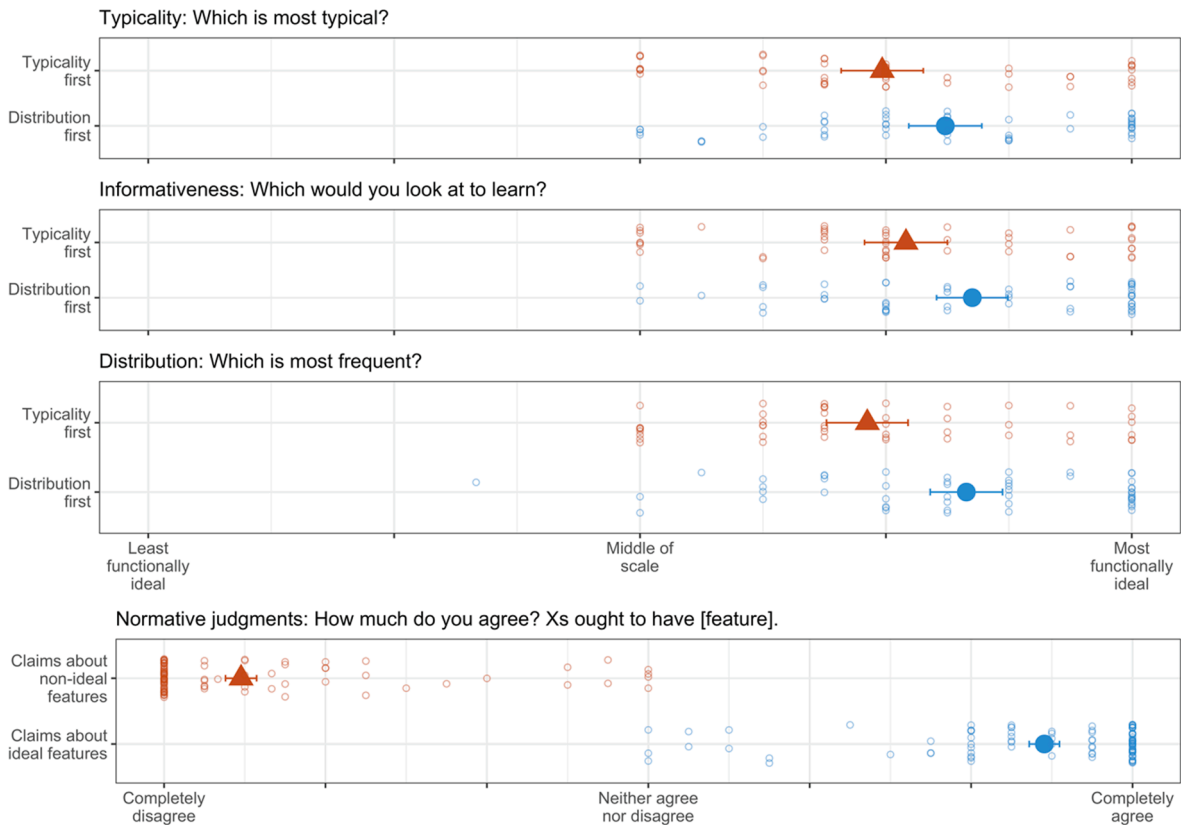 Typicality: Which is most typical?
Typicality
first
Distribution
first
Informativeness: Which would you look at to learn?
Typicality
first
Distribution
first
Distribution: Which is most frequent?
Typicality
first
Distribution
first
Least
functionally
ideal
Middle of
scale
Most
functionally
ideal
Normative judgments: How much do you agree? Xs ought to have [feature].
Claims about
non-ideal
features
Claims about
ideal features
Completely
disagree
Neither agree
nor disagree
Completely
agree